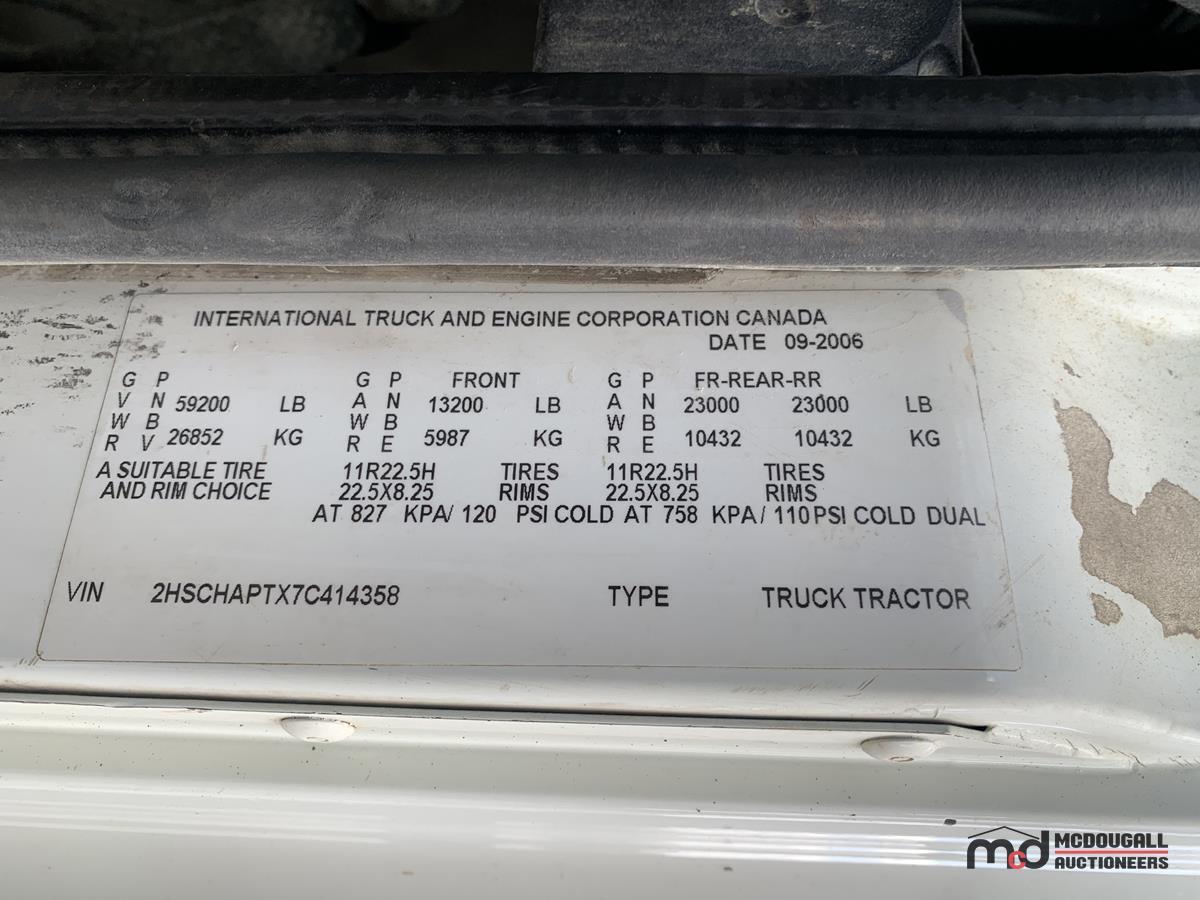 INTERNATIONAL TRUCK AND ENGINE CORPORATION CANADA
DATE 09-2006
G P G P FRONT G P FR-REAR-RR
V N 59200 LB A N 13200 LB A N 23000 23000 LB
W B W B W B
R V 26852 KG R E 5987 KG R E 10432 10432 KG
A SUITABLE TIRE 11R22.5H TIRES 11R22.5H TIRES
AND RIM CHOICE 22.5X8.25 RIMS 22.5X8.25 RIMS
AT 827 KPA/ 120 PSI COLD AT 758 KPA/ 110 PSI COLD DUAL
VIN 2HSCHAPTX7C414358 TYPE TRUCK TRACTOR
mcd MCDOUGALL
AUCTIONEERS